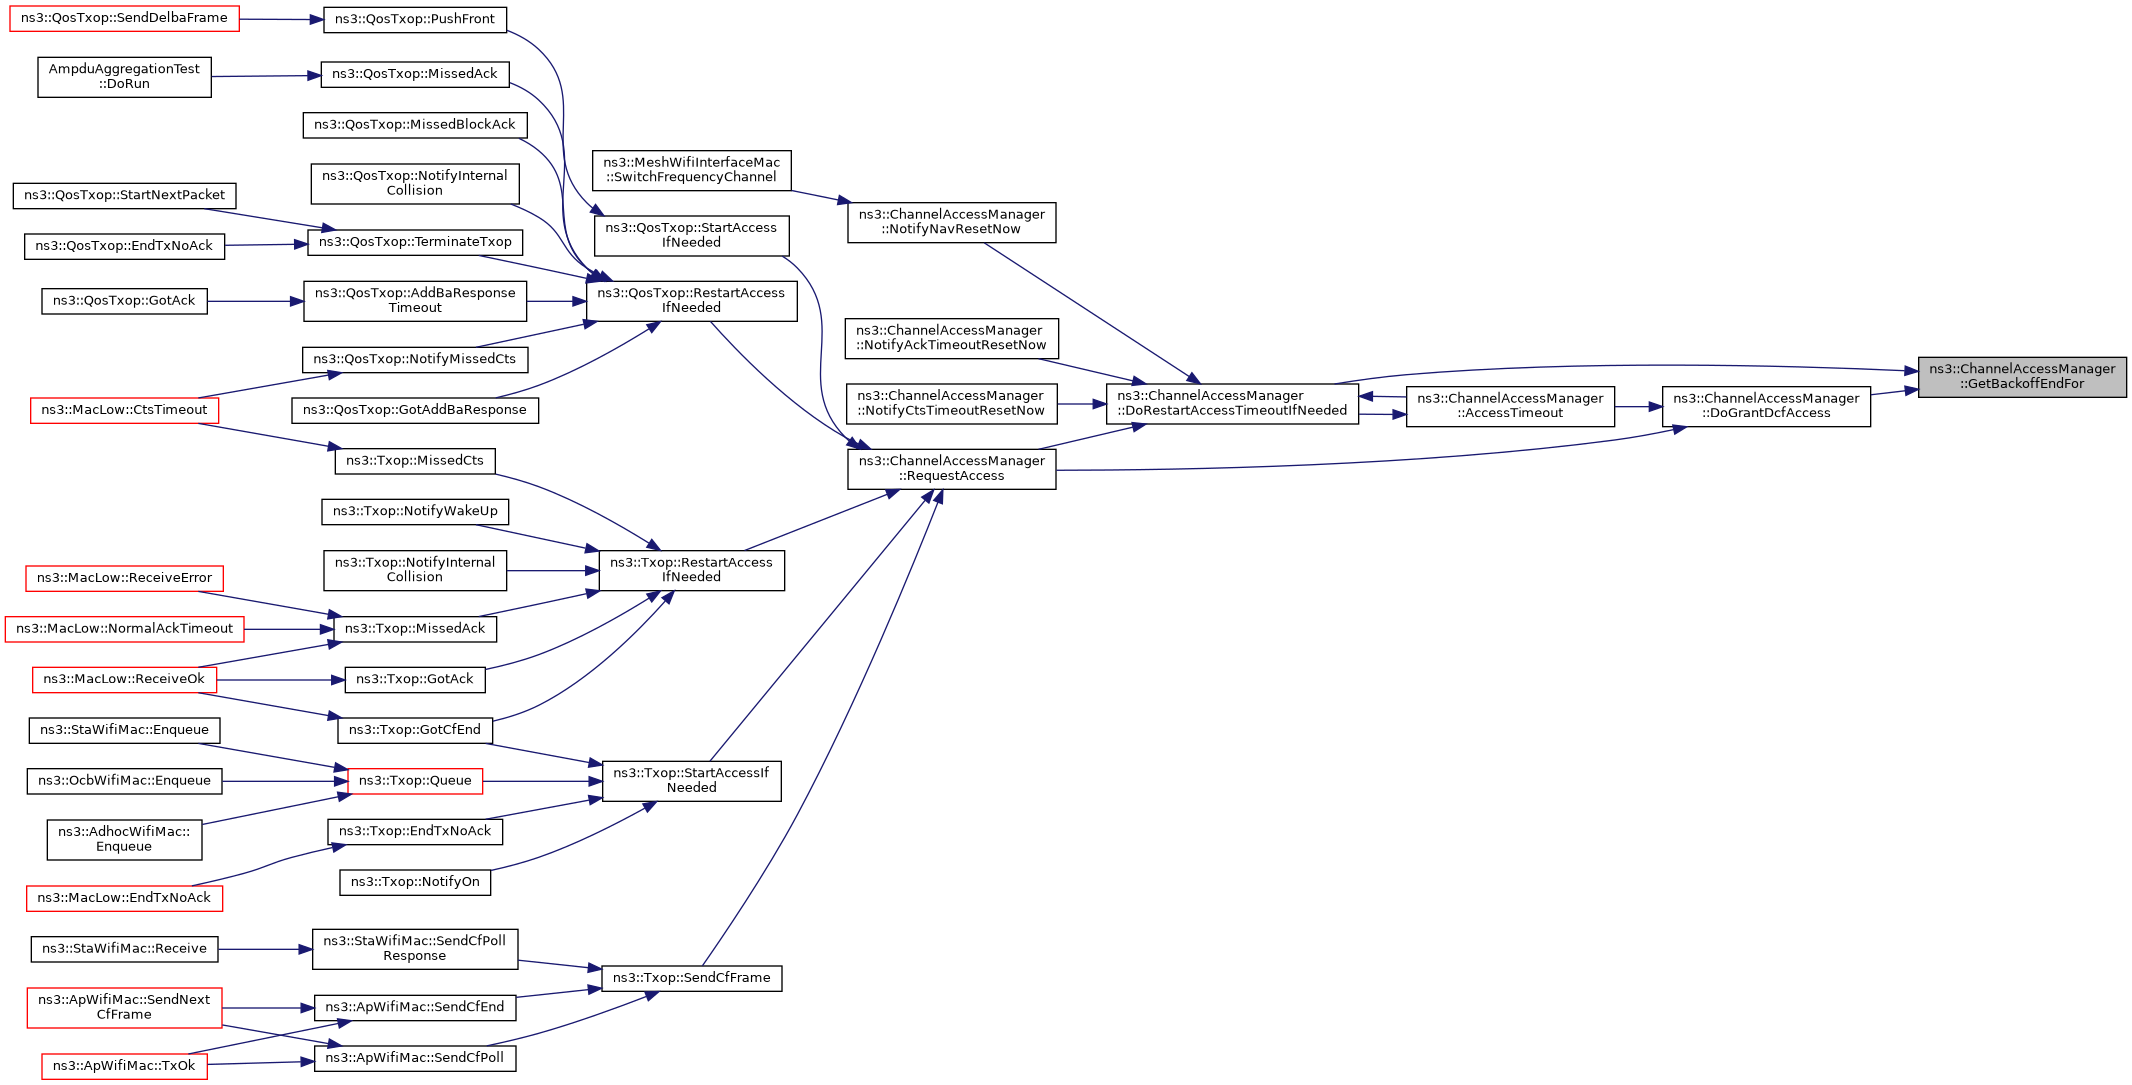 ns3::QosTxop::SendDelbaFrame
AmpduAggregationTest
::DoRun
ns3::QosTxop::StartNextPacket
ns3::QosTxop::EndTxNoAck
ns3::QosTxop::GotAck
ns3::MacLow::CtsTimeout
ns3::MacLow::ReceiveError
ns3::MacLow::NormalAckTimeout
ns3::MacLow::ReceiveOk
ns3::StaWifiMac::Enqueue
ns3::OcbWifiMac::Enqueue
ns3::AdhocWifiMac::
Enqueue
ns3::MacLow::EndTxNoAck
ns3::StaWifiMac::Receive
ns3::ApWifiMac::SendNext
CfFrame
ns3::ApWifiMac::TxOk
ns3::QosTxop::PushFront
ns3::QosTxop::MissedAck
ns3::QosTxop::MissedBlockAck
ns3::QosTxop::NotifyInternal
Collision
ns3::QosTxop::TerminateTxop
ns3::QosTxop::AddBaResponse
Timeout
ns3::QosTxop::NotifyMissedCts
ns3::QosTxop::GotAddBaResponse
ns3::Txop::MissedCts
ns3::Txop::NotifyWakeUp
ns3::Txop::NotifyInternal
Collision
ns3::Txop::MissedAck
ns3::Txop::GotAck
ns3::Txop::GotCfEnd
ns3::Txop::Queue
ns3::Txop::EndTxNoAck
ns3::Txop::NotifyOn
ns3::StaWifiMac::SendCfPoll
Response
ns3::ApWifiMac::SendCfEnd
ns3::ApWifiMac::SendCfPoll
ns3::MeshWifiInterfaceMac
::SwitchFrequencyChannel
ns3::QosTxop::StartAccess
IfNeeded
ns3::QosTxop::RestartAccess
IfNeeded
ns3::Txop::RestartAccess
IfNeeded
ns3::Txop::StartAccessIf
Needed
ns3::Txop::SendCfFrame
ns3::ChannelAccessManager
::NotifyNavResetNow
ns3::ChannelAccessManager
::NotifyAckTimeoutResetNow
ns3::ChannelAccessManager
::NotifyCtsTimeoutResetNow
ns3::ChannelAccessManager
::RequestAccess
ns3::ChannelAccessManager
::DoRestartAccessTimeoutIfNeeded
ns3::ChannelAccessManager
::AccessTimeout
ns3::ChannelAccessManager
::DoGrantDcfAccess
ns3::ChannelAccessManager
::GetBackoffEndFor